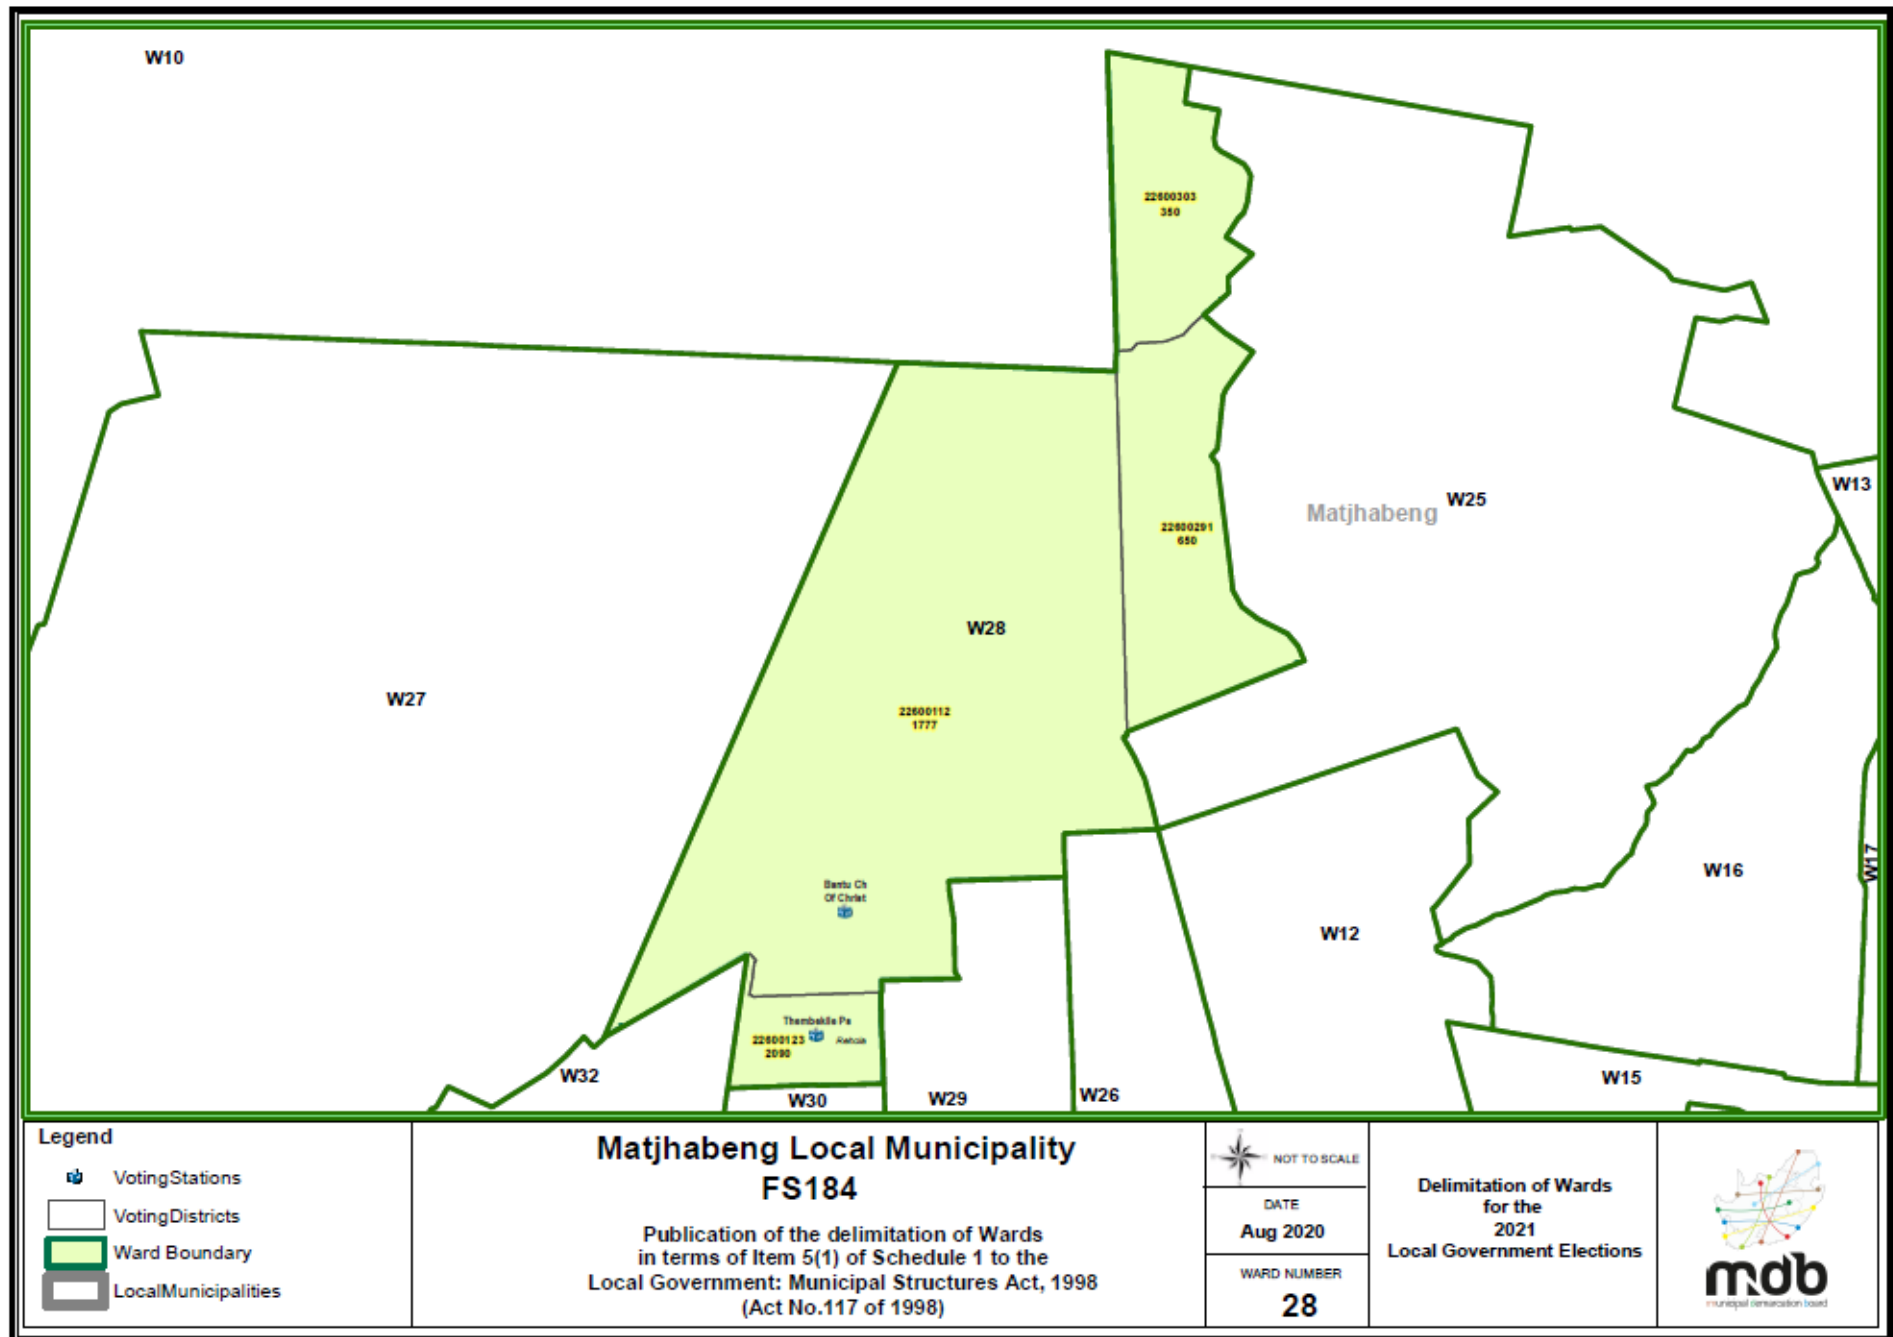 W10
22600303
350
W13
W25
Matjhabeng
22600291
650
W28
W27
22600112
1777
W17
W16
Bantu Ch
Of Christ
W12
Thembekile Ps
22600123
2090
W32
W30
W29
W26
W15
Legend
VotingStations
VotingDistricts
Ward Boundary
LocalMunicipalities
Matjhabeng Local Municipality
FS184
Publication of the delimitation of Wards
in terms of Item 5(1) of Schedule 1 to the
Local Government: Municipal Structures Act, 1998
(Act No.117 of 1998)
NOT TO SCALE
DATE
Aug 2020
WARD NUMBER
28
Delimitation of Wards
for the
2021
Local Government Elections
mdb
municipal demarcation board